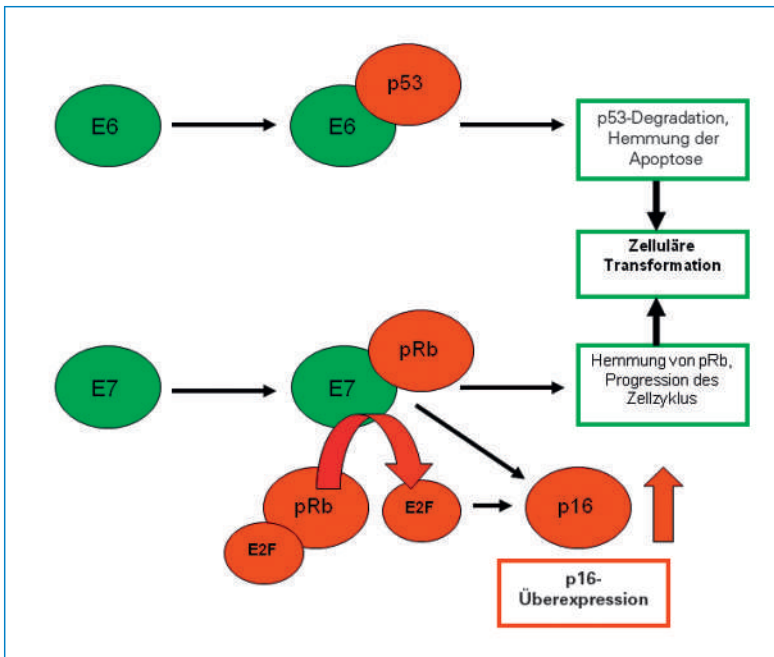 p53
E6
E6
p53-Degradation,
Hemmung der
Apoptose
Zelluläre
Transformation
pRb
E7
E7
Hemmung von pRb,
Progression des
Zellzyklus
pRb
E2F
E2F
p16
p16-
Überexpression